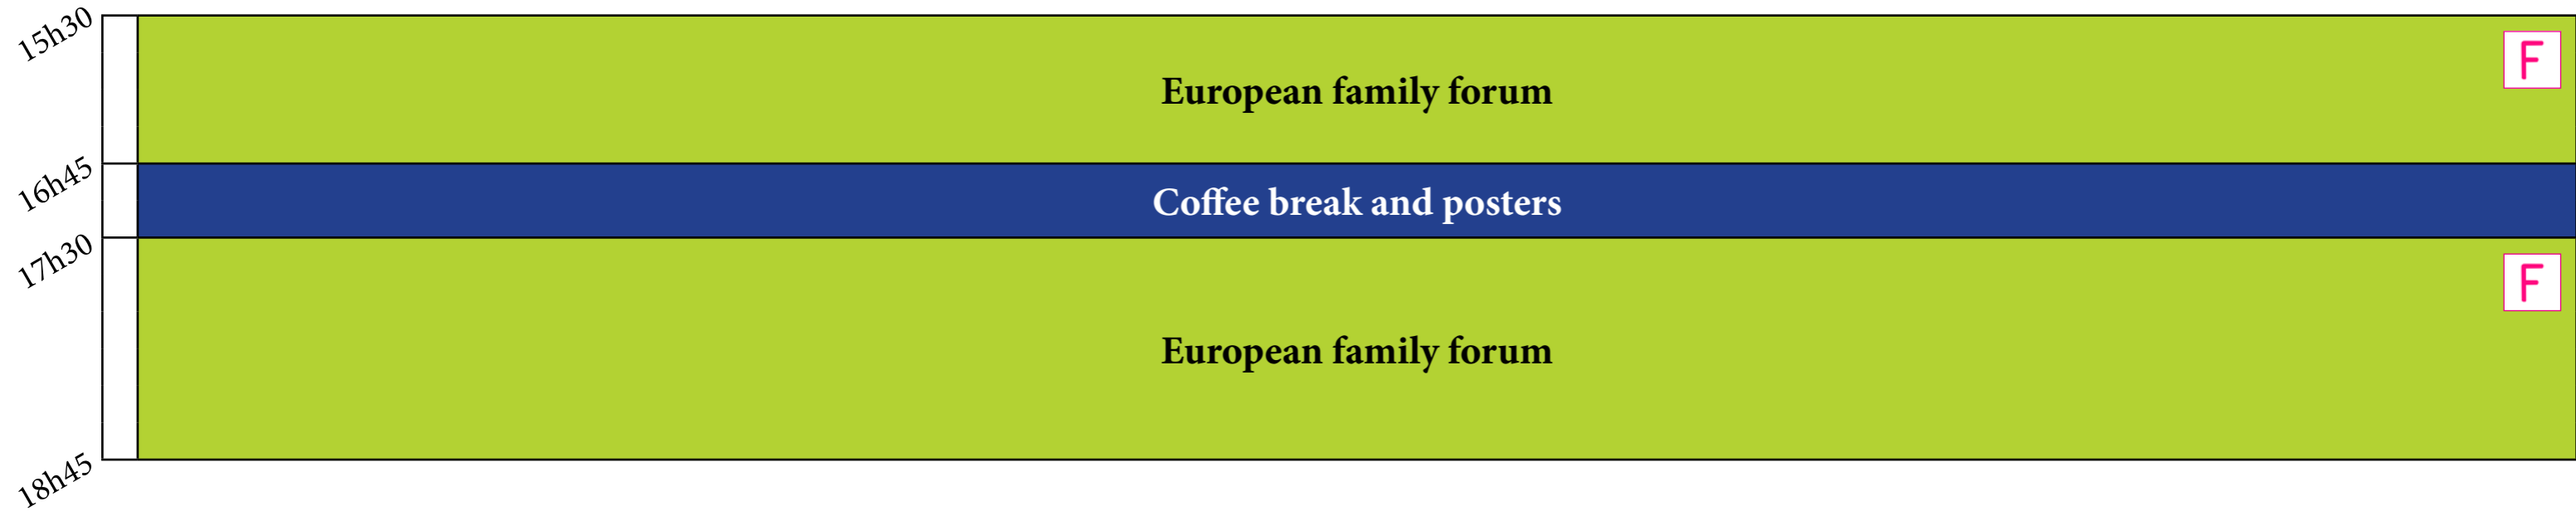 15h30
F
European family forum
16h45
Coffee break and posters
17h30
F
European family forum
18h45